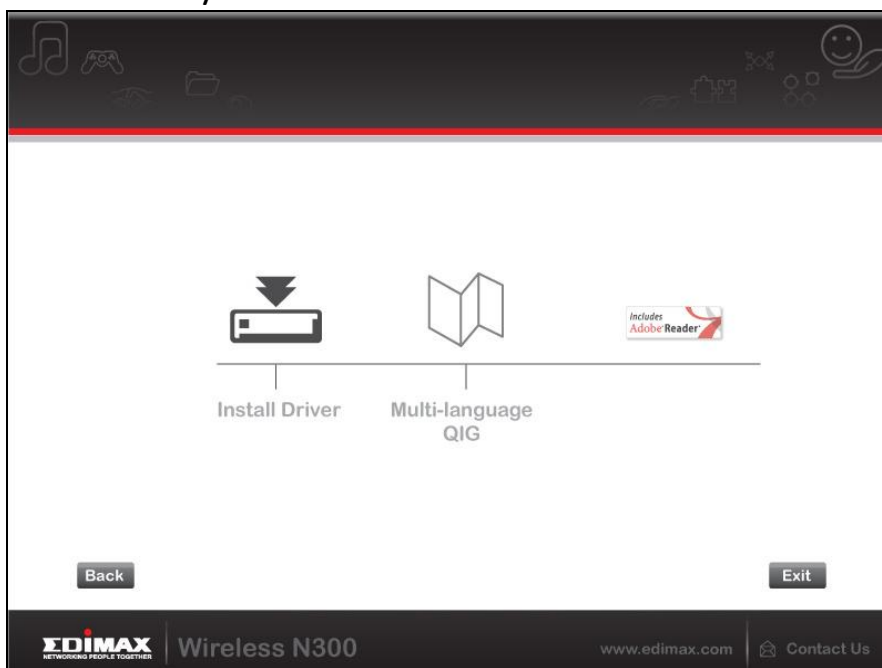 Includes
Adobe Reader
Install Driver
Multi-language
QIG
Back
Exit
EDIMAX
NETWORKING PEOPLE TOGETHER
Wireless N300
www.edimax.com
Contact Us